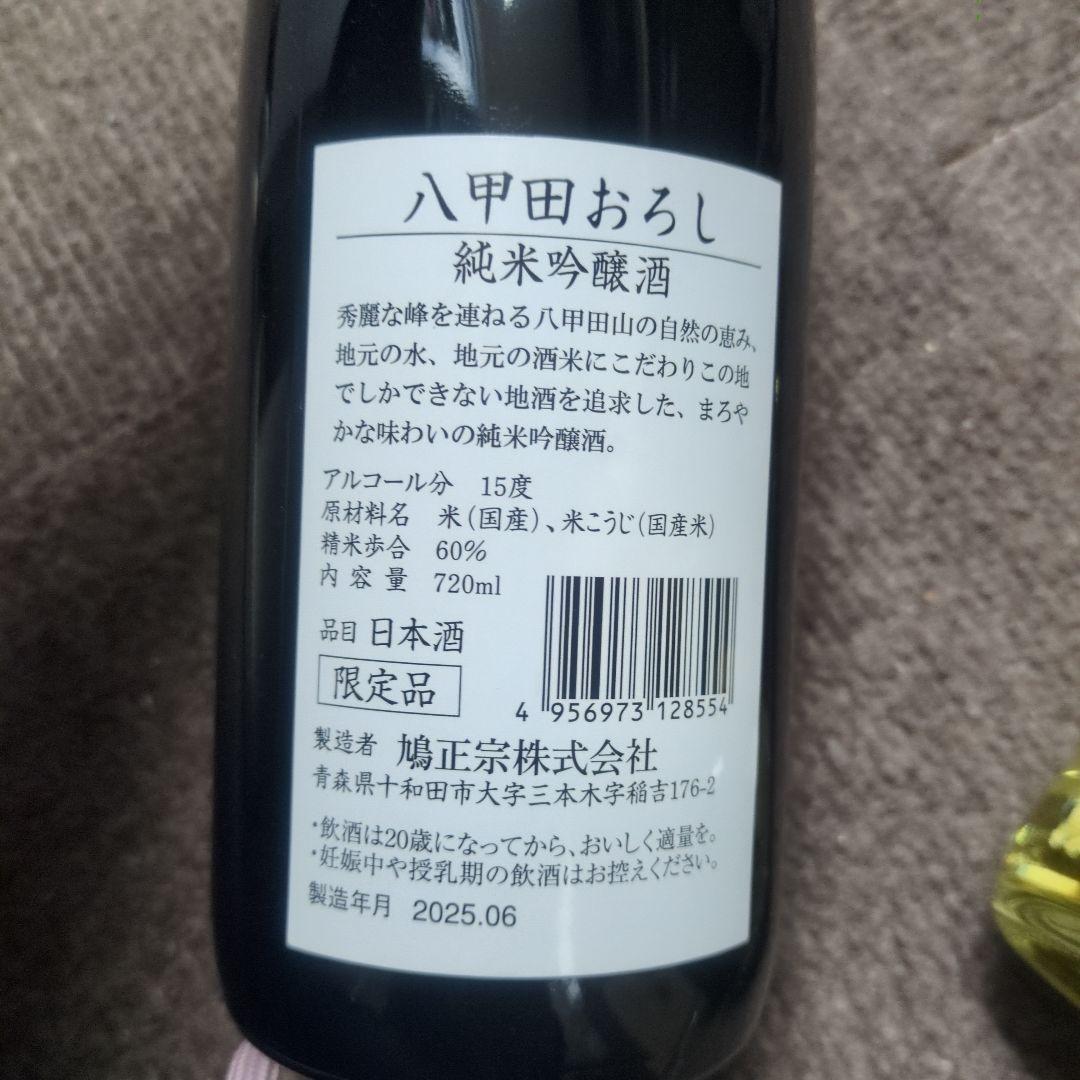 八甲田おろし
純米吟醸酒
秀麗な峰を連ねる八甲田山の自然の恵み、
地元の水、地元の酒米にこだわりこの地
でしかできない地酒を追求した、まろや
かな味わいの純米吟醸酒。
アルコール分 15度
原材料名 米(国産)、米こうじ(国産米)
精米歩合 60%
内容量 720ml
品目 日本酒
限定品
4 956973 128554
製造者 鳩正宗株式会社
青森県十和田市大字三本木字稲吉176-2
・飲酒は20歳になってから、おいしく適量を。
・妊娠中や授乳期の飲酒はお控えください。
製造年月 2025.06